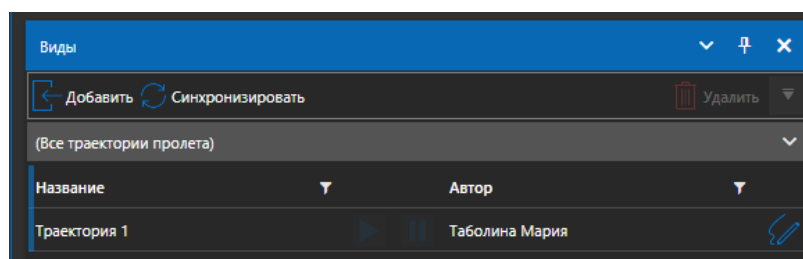 Виды
Добавить Синхронизировать Удалить
(Все траектории пролета)
Название Автор
Траектория 1 Таболина Мария